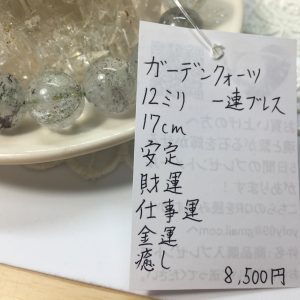 ガーデンクォーツ
12ミリ 一連ブレス
17cm
安定
財運
仕事運
金運
癒し
8,500円